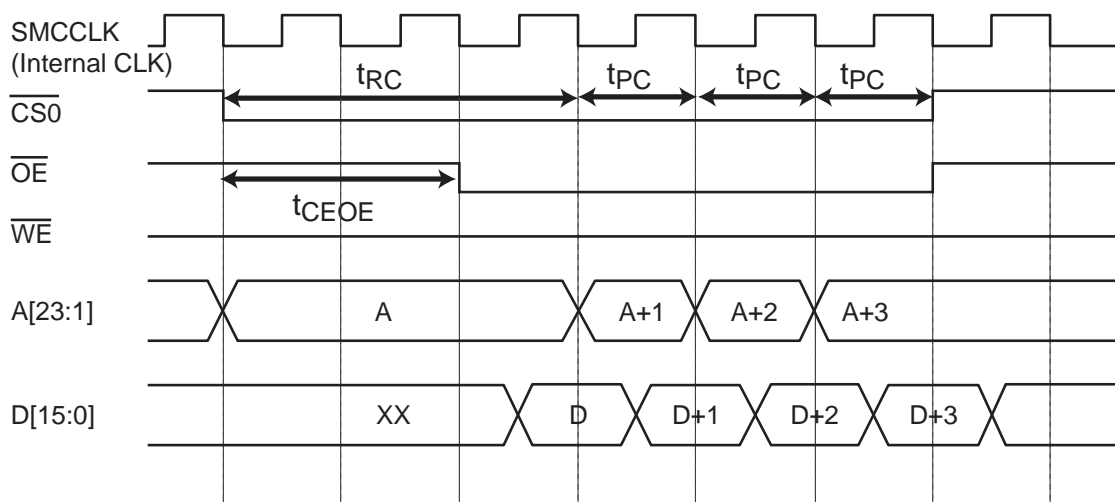 SMCCLK
(Internal CLK)
tRC tPC tPC tPC
CS0
OE
tCEOE
WE
A[23:1] A A+1 A+2 A+3
D[15:0] XX D D+1 D+2 D+3